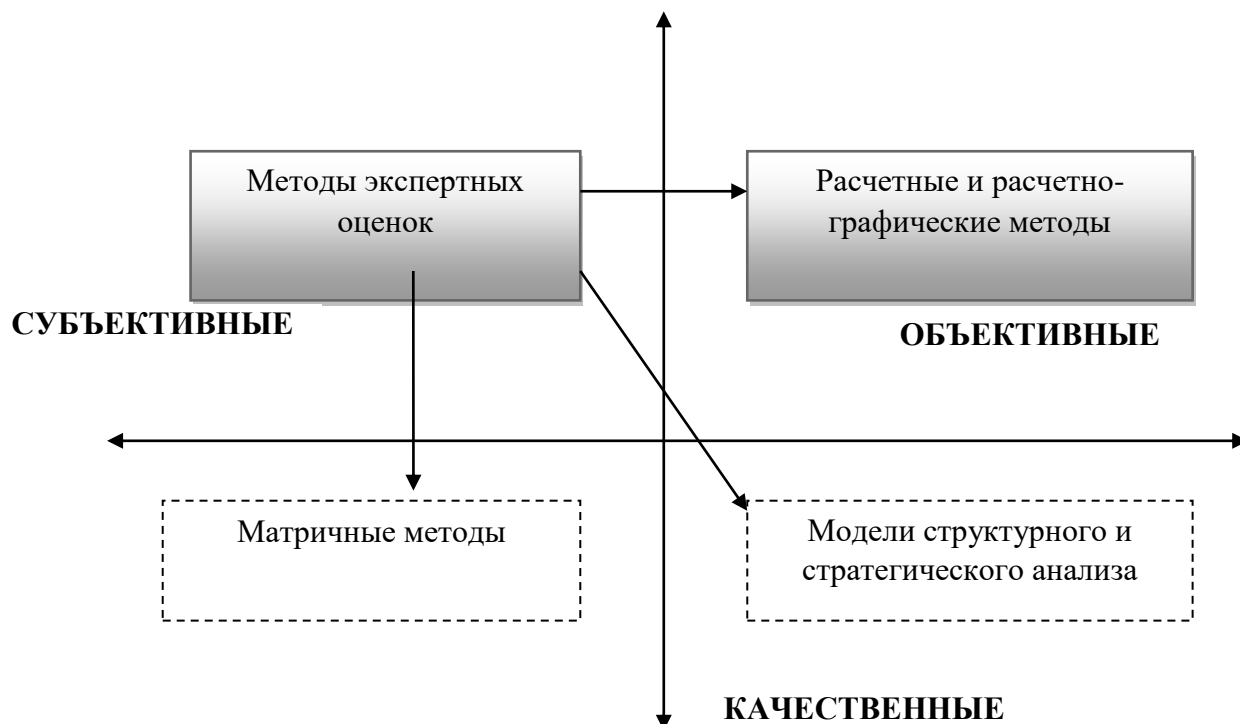 Методы экспертных
оценок
Расчетные и расчетно-
графические методы
СУБЪЕКТИВНЫЕ
ОБЪЕКТИВНЫЕ
Матричные методы
Модели структурного и
стратегического анализа
КАЧЕСТВЕННЫЕ